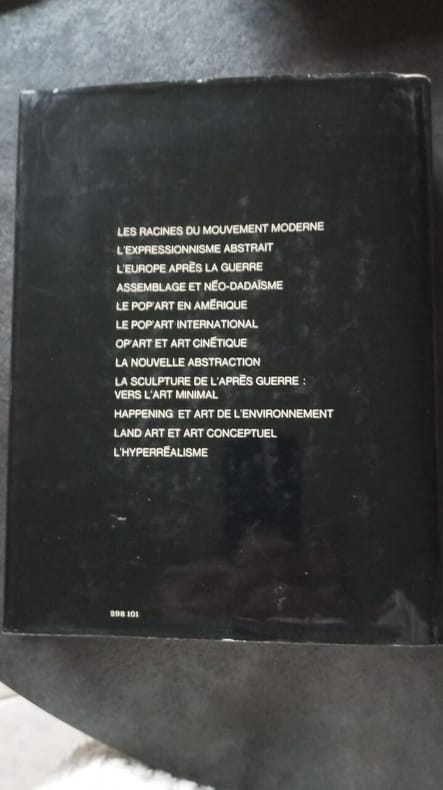 LES RACINES DU MOUVEMENT MODERNE
L'EXPRESSIONNISME ABSTRAIT
L'EUROPE APRÈS LA GUERRE
ASSEMBLAGE ET NÉO-DADAÏSME
LE POP'ART EN AMÉRIQUE
LE POP'ART INTERNATIONAL
OP'ART ET ART CINÉTIQUE
LA NOUVELLE ABSTRACTION
LA SCULPTURE DE L'APRÈS GUERRE :
VERS L'ART MINIMAL
HAPPENING ET ART DE L'ENVIRONNEMENT
LAND ART ET ART CONCEPTUEL
L'HYPERRÉALISME
298 101